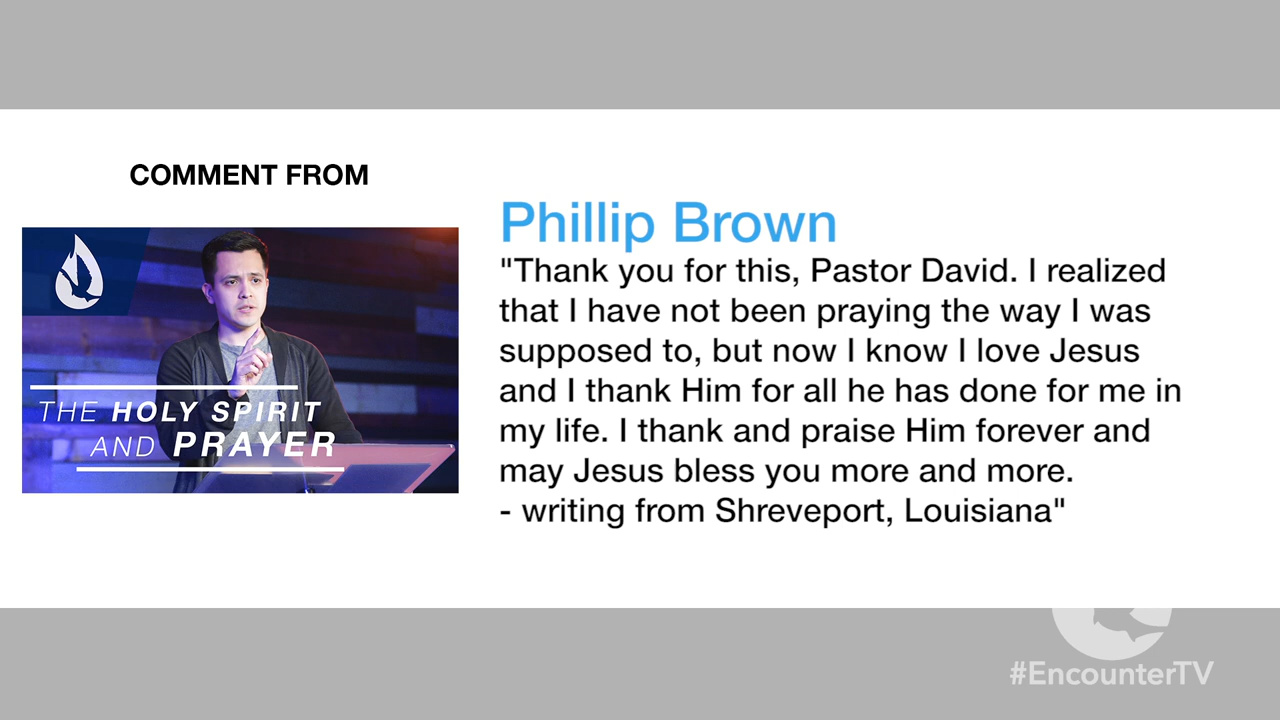 COMMENT FROM
THE HOLY SPIRIT
AND PRAYER
Phillip Brown
"Thank you for this, Pastor David. I realized
that I have not been praying the way I was
supposed to, but now I know I love Jesus
and I thank Him for all he has done for me in
my life. I thank and praise Him forever and
may Jesus bless you more and more.
- writing from Shreveport, Louisiana"
#EncounterTV